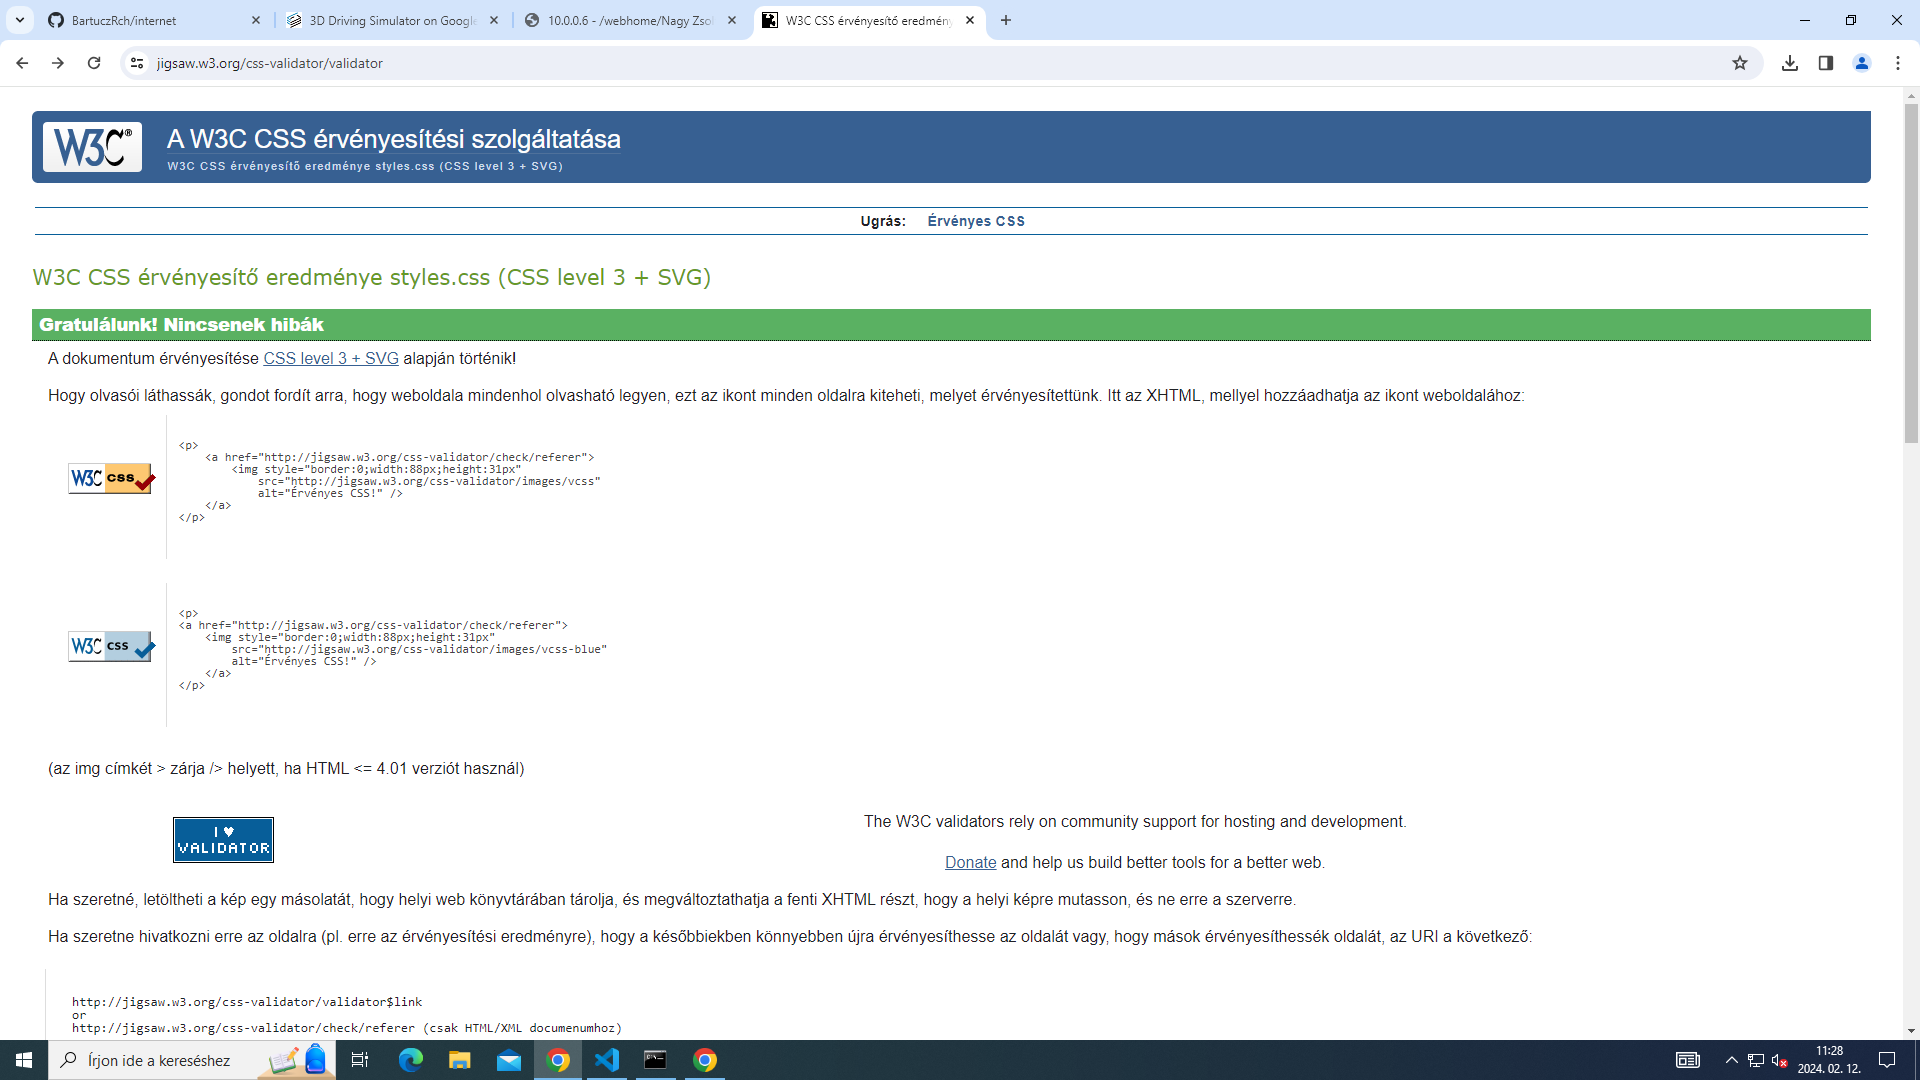 BartuczRch/internet
3D Driving Simulator on Google
10.0.0.6 - /webhome/Nagy Zsol
W3C CSS érvényesítő eredmény
jigsaw.w3.org/css-validator/validator
W3C®
A W3C CSS érvényesítési szolgáltatása
W3C CSS érvényesítő eredménye styles.css (CSS level 3 + SVG)
Ugrás: Érvényes CSS
W3C CSS érvényesítő eredménye styles.css (CSS level 3 + SVG)
Gratulálunk! Nincsenek hibák
A dokumentum érvényesítése CSS level 3 + SVG alapján történik!
Hogy olvasói láthassák, gondot fordít arra, hogy weboldala mindenhol olvasható legyen, ezt az ikont minden oldalra kiteheti, melyet érvényesítettünk. Itt az XHTML, mellyel hozzáadhatja az ikont weboldalához:
W3C CSS
<p>
<a href="http://jigsaw.w3.org/css-validator/check/referer">
<img style="border:0;width:88px;height:31px"
src="http://jigsaw.w3.org/css-validator/images/vcss"
alt="Érvényes CSS!" />
</a>
</p>
W3C CSS
<p>
<a href="http://jigsaw.w3.org/css-validator/check/referer">
<img style="border:0;width:88px;height:31px"
src="http://jigsaw.w3.org/css-validator/images/vcss-blue"
alt="Érvényes CSS!" />
</a>
</p>
(az img címkét > zárja /> helyett, ha HTML <= 4.01 verziót használ)
I ♥
VALIDATOR
The W3C validators rely on community support for hosting and development.
Donate and help us build better tools for a better web.
Ha szeretné, letöltheti a kép egy másolatát, hogy helyi web könyvtárában tárolja, és megváltoztathatja a fenti XHTML részt, hogy a helyi képre mutasson, és ne erre a szerverre.
Ha szeretne hivatkozni erre az oldalra (pl. erre az érvényesítési eredményre), hogy a későbbiekben könnyebben újra érvényesíthesse az oldalát vagy, hogy mások érvényesíthessék oldalát, az URI a következő:
http://jigsaw.w3.org/css-validator/validator$link
or
http://jigsaw.w3.org/css-validator/check/referer (csak HTML/XML documenumhoz)
Írjon ide a kereséshez
11:28
2024. 02. 12.